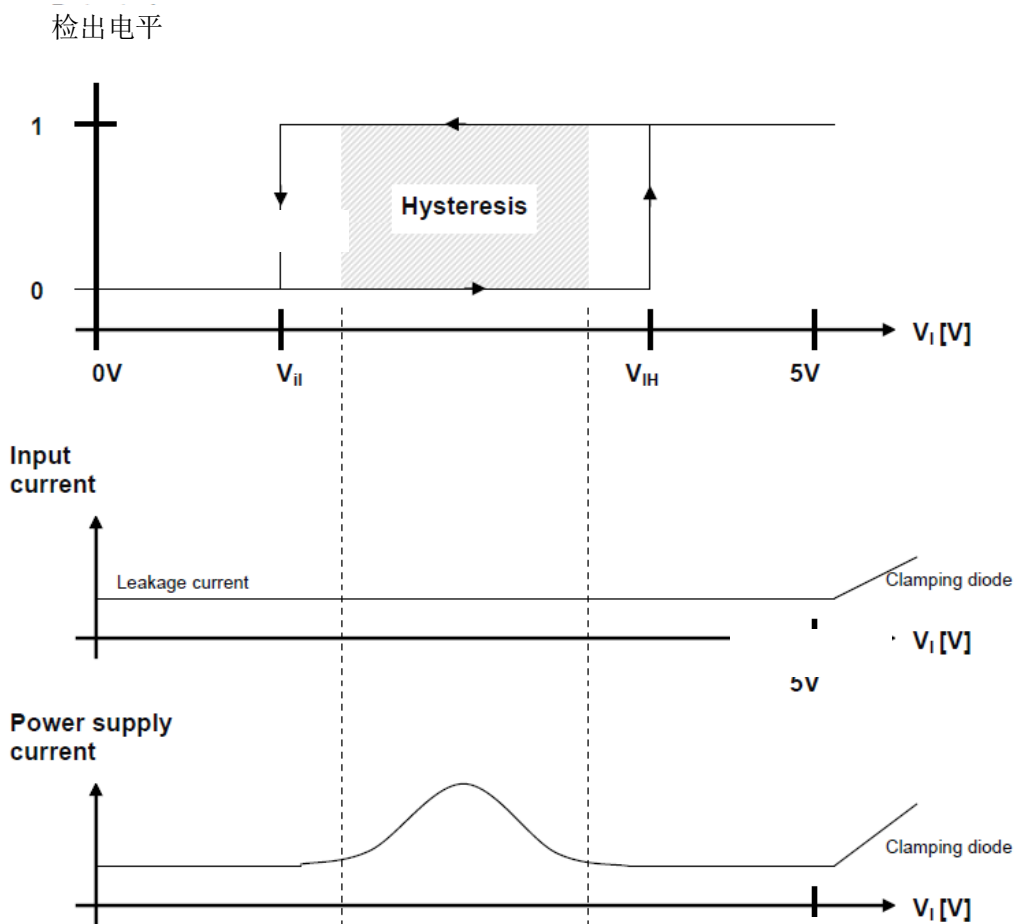 检出电平
1
Hysteresis
0
V_I [V]
0V
V_il
V_IH
5V
Input
current
Leakage current
Clamping diode
V_I [V]
5V
Power supply
current
Clamping diode
V_I [V]